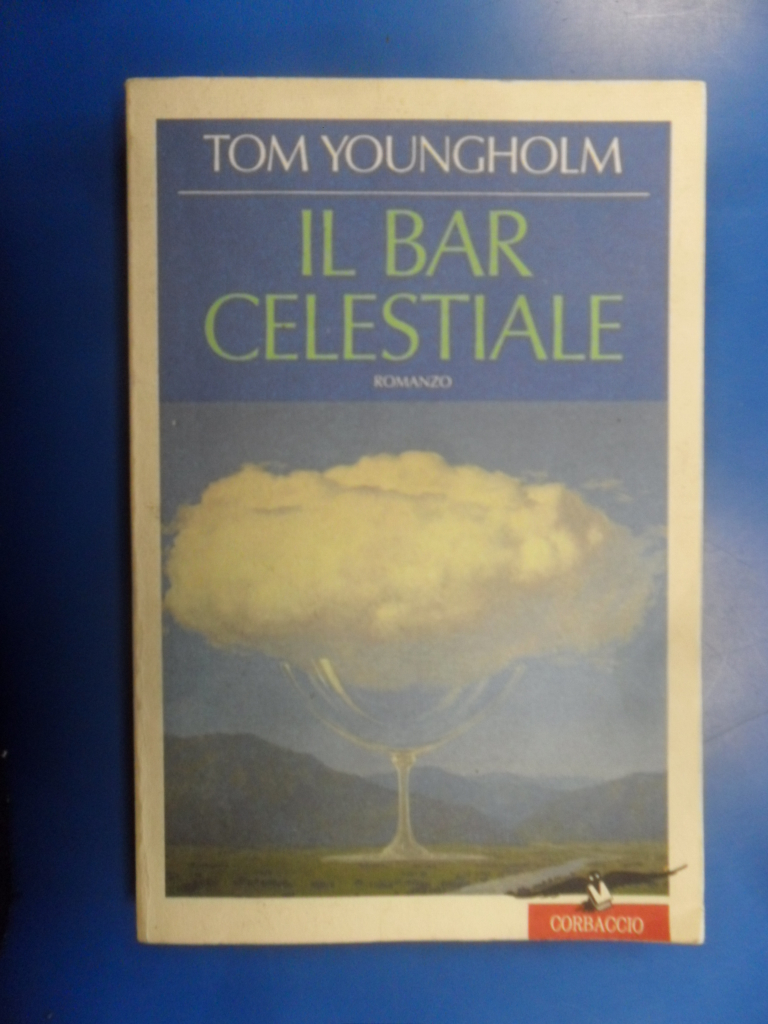 TOM YOUNGHOLM
IL BAR
CELESTIALE
ROMANZO
CORBACCIO